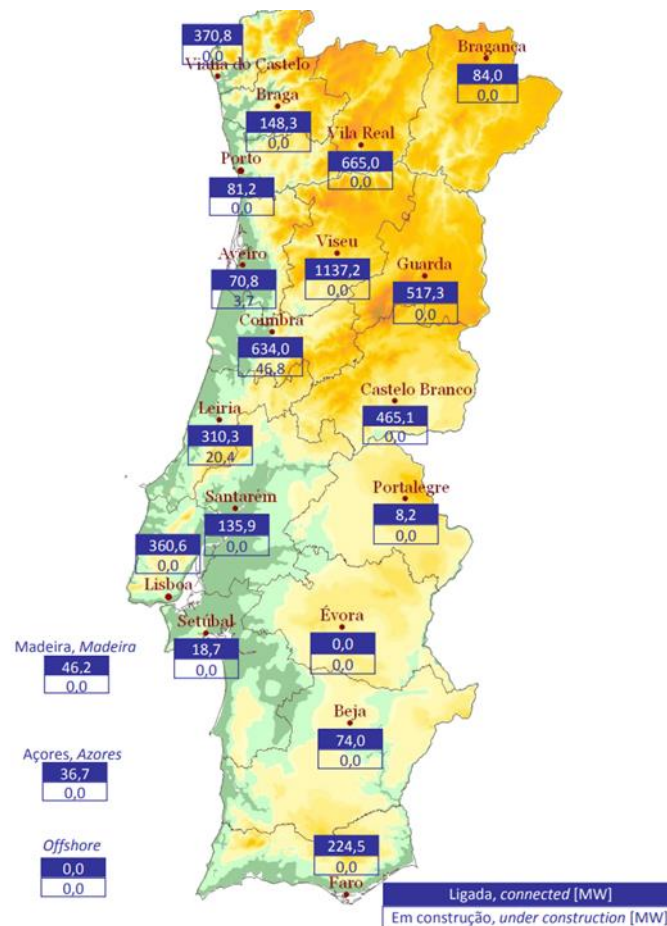 370,8
0,0
Viana do Castelo
Bragança
84,0
0,0
Braga
148,3
0,0
Vila Real
665,0
0,0
Porto
81,2
0,0
Viseu
1137,2
0,0
Guarda
517,3
0,0
Aveiro
70,8
3,7
Coimbra
634,0
46,8
Castelo Branco
465,1
0,0
Leiria
310,3
20,4
Portalegre
8,2
0,0
Santarém
135,9
0,0
360,6
0,0
Lisboa
Évora
0,0
0,0
Setúbal
18,7
0,0
Madeira, Madeira
46,2
0,0
Beja
74,0
0,0
Açores, Azores
36,7
0,0
Offshore
0,0
0,0
224,5
0,0
Faro
Ligada, connected [MW]
Em construção, under construction [MW]